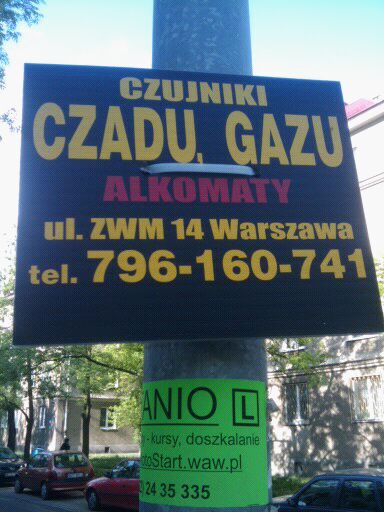 CZUJNIKI
CZADU, GAZU
ALKOMATY
ul. ZWM 14 Warszawa
tel. 796-160-741
ANIO L
- kursy, doszkalanie
otoStart.waw.pl
24 35 335